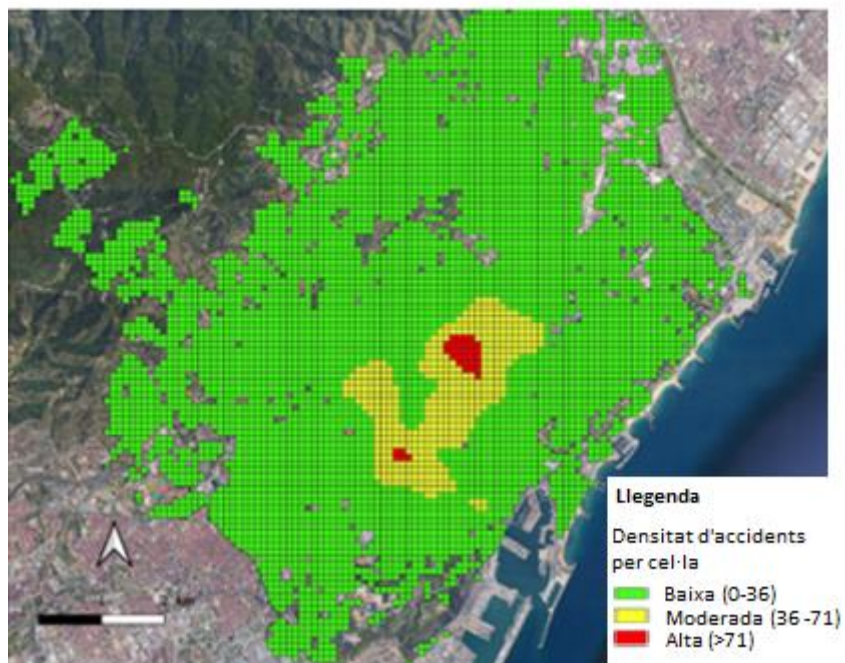 Llegenda
Densitat d'accidents
per cel·la
Baixa (0-36)
Moderada (36 -71)
Alta (>71)